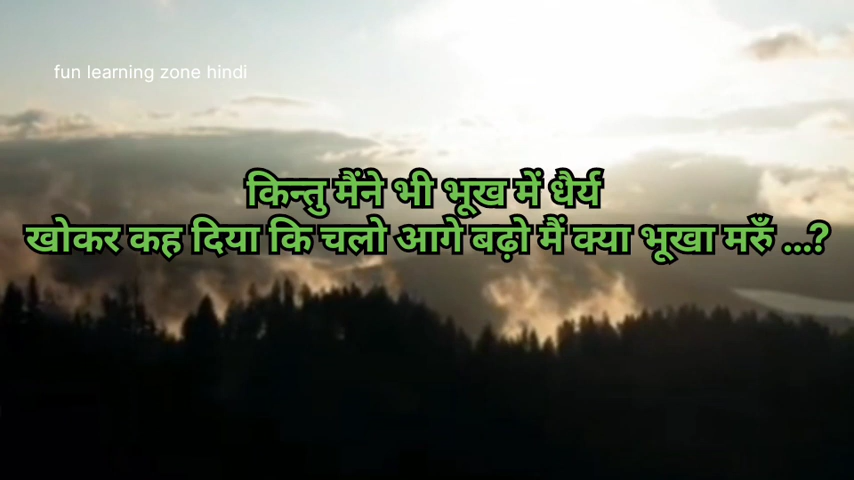 fun learning zone hindi
किन्तु मैंने भी भूख में धैर्य
खोकर कह दिया कि चलो आगे बढ़ो मैं क्या भूखा मरुँ ...?